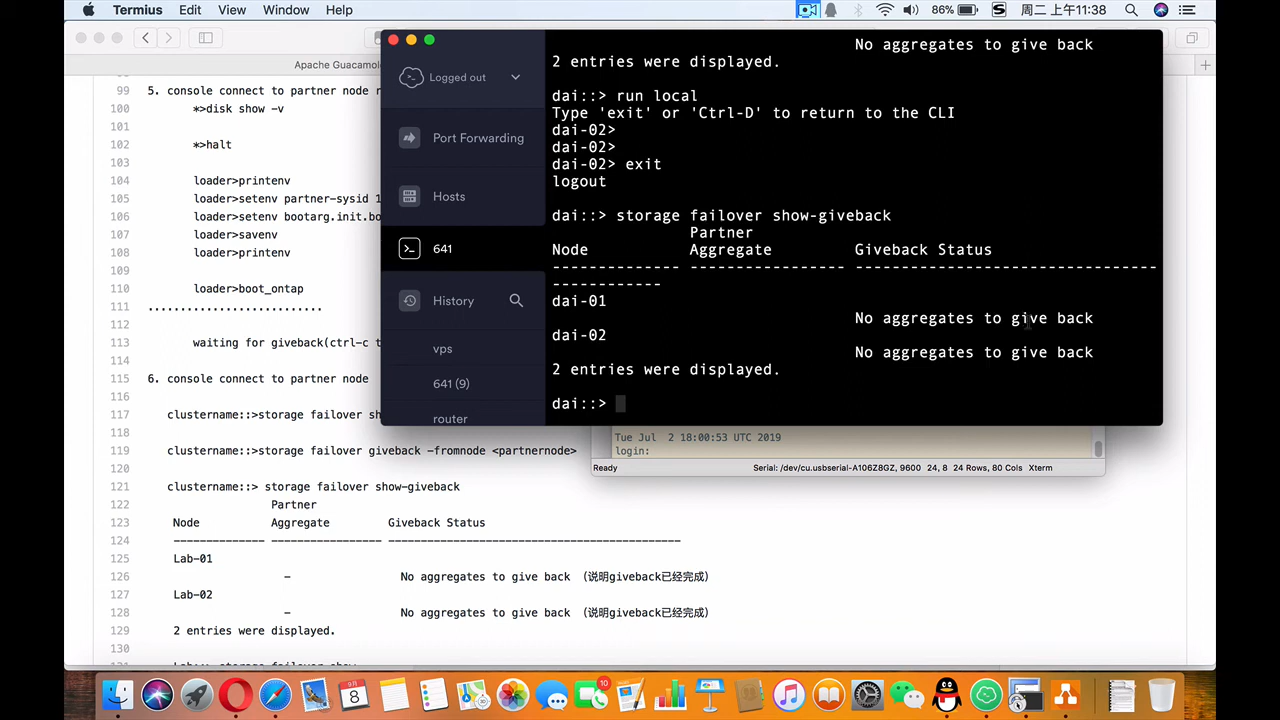 Termius Edit View Window Help
86% 周二 上午11:38
Apache Guacamol
99 5. console connect to partner node r
100 *>disk show -v
101
102 *>halt
103
104 loader>printenv
105 loader>setenv partner-sysid 1
106 loader>setenv bootarg.init.bo
107 loader>savenv
108 loader>printenv
109
110 loader>boot_ontap
111 ...........................
112
113 waiting for giveback(ctrl-c t
114
115 6. console connect to partner node
116
117 clustername::>storage failover sh
118
119 clustername::>storage failover giveback -fromnode <partnernode>
120
121 clustername::> storage failover show-giveback
122 Partner
123 Node Aggregate Giveback Status
124 -------------- ----------------- ---------------------------------------------
125 Lab-01
126 - No aggregates to give back （说明giveback已经完成）
127 Lab-02
128 - No aggregates to give back （说明giveback已经完成）
129 2 entries were displayed.
130
Logged out
Port Forwarding
Hosts
641
History
vps
641 (9)
router
No aggregates to give back
2 entries were displayed.
dai::> run local
Type 'exit' or 'Ctrl-D' to return to the CLI
dai-02>
dai-02>
dai-02> exit
logout
dai::> storage failover show-giveback
Partner
Node Aggregate Giveback Status
-------------- ----------------- ---------------------------------
------------
dai-01
No aggregates to give back
dai-02
No aggregates to give back
2 entries were displayed.
dai::>
Tue Jul 2 18:00:53 UTC 2019
login:
Ready Serial: /dev/cu.usbserial-A106Z8GZ, 9600 24, 8 24 Rows, 80 Cols Xterm
10